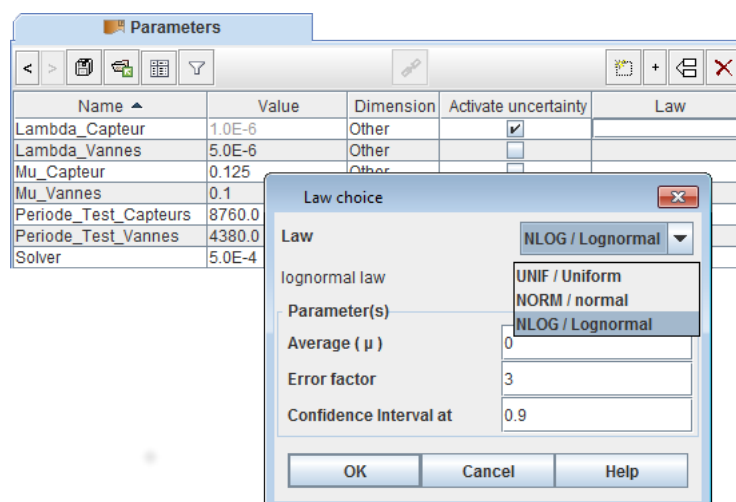 Parameters
< > +
Name Value Dimension Activate uncertainty Law
Lambda_Capteur 1.0E-6 Other
Lambda_Vannes 5.0E-6 Other
Mu_Capteur 0.125 Other
Mu_Vannes 0.1
Periode_Test_Capteurs 8760.0
Periode_Test_Vannes 4380.0
Solver 5.0E-4
Law choice
Law NLOG / Lognormal
UNIF / Uniform
lognormal law
NORM / normal
NLOG / Lognormal
Parameter(s)
Average ( µ ) 0
Error factor 3
Confidence Interval at 0.9
OK Cancel Help